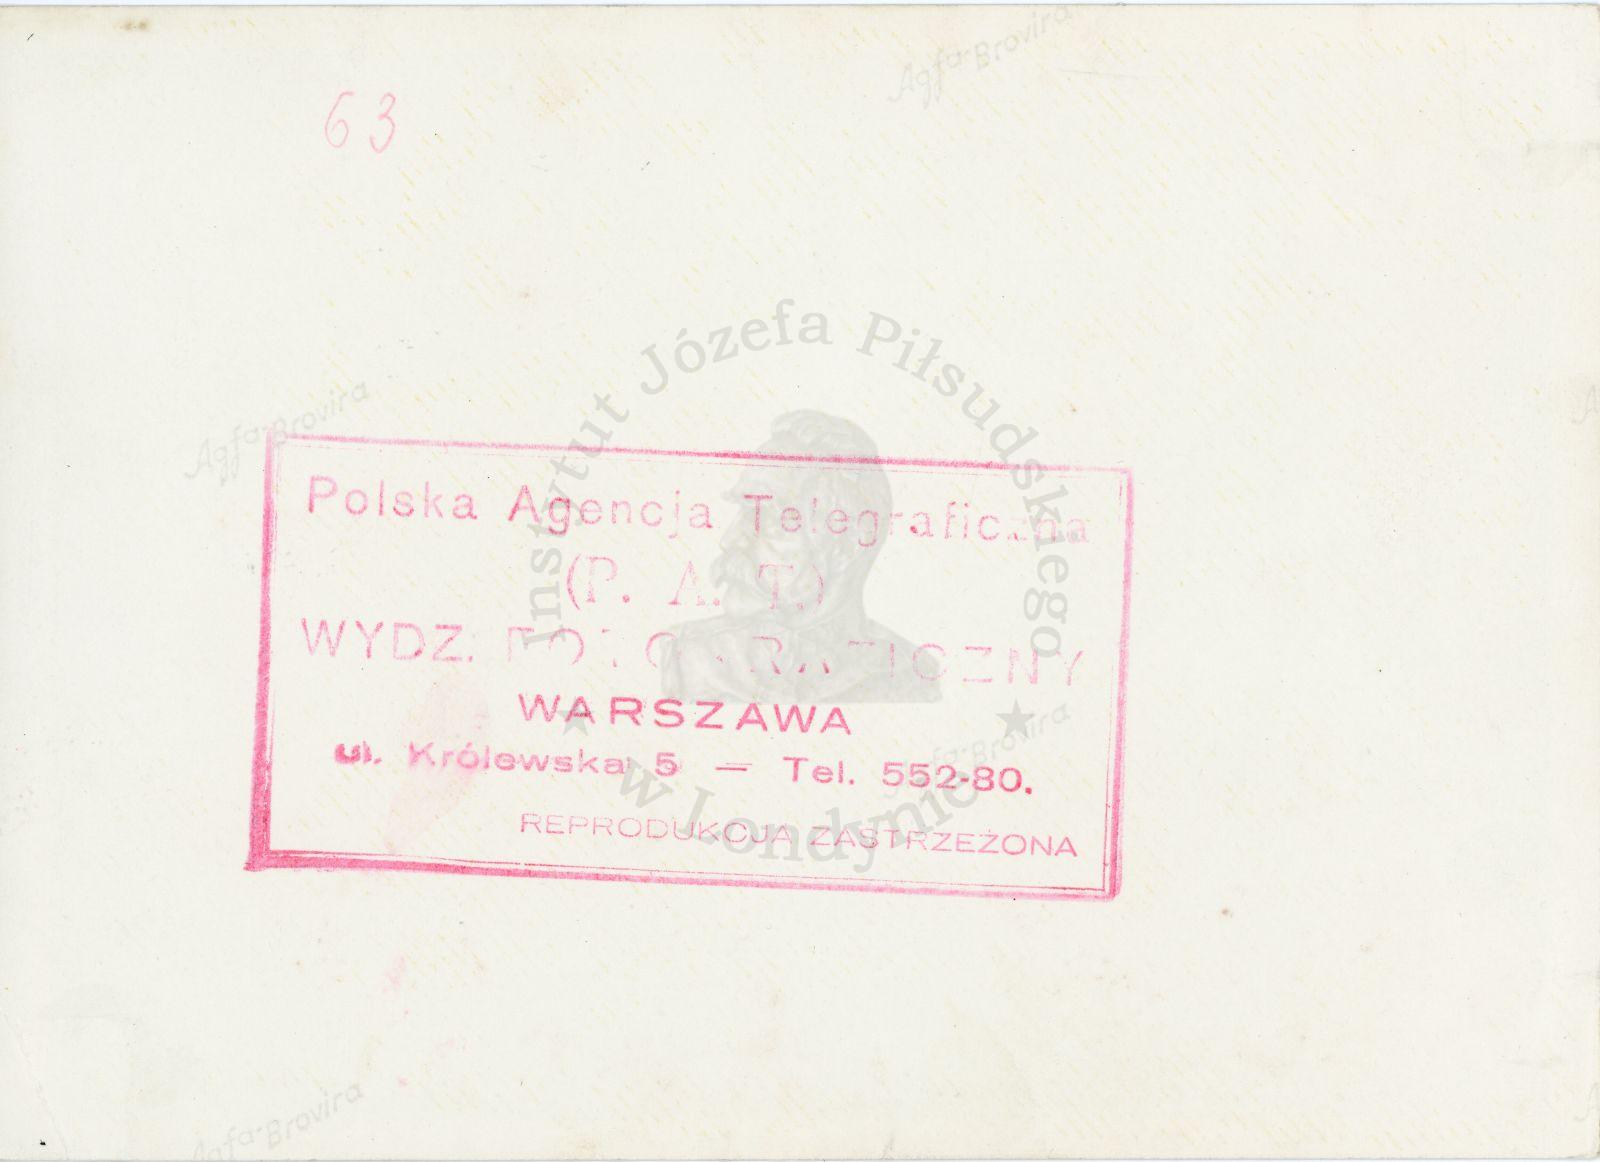 Agfa-Brovira
63
Instytut Józefa Piłsudskiego
Agfa-Brovira
Polska Agencja Telegraficzna
(P. A. T.)
WYDZ. FOTOGRAFICZNY
WARSZAWA
Agfa-Brovira
ul. Królewska 5 — Tel. 552-80.
w Londynie
REPRODUKCJA ZASTRZEŻONA
Agfa-Brovira